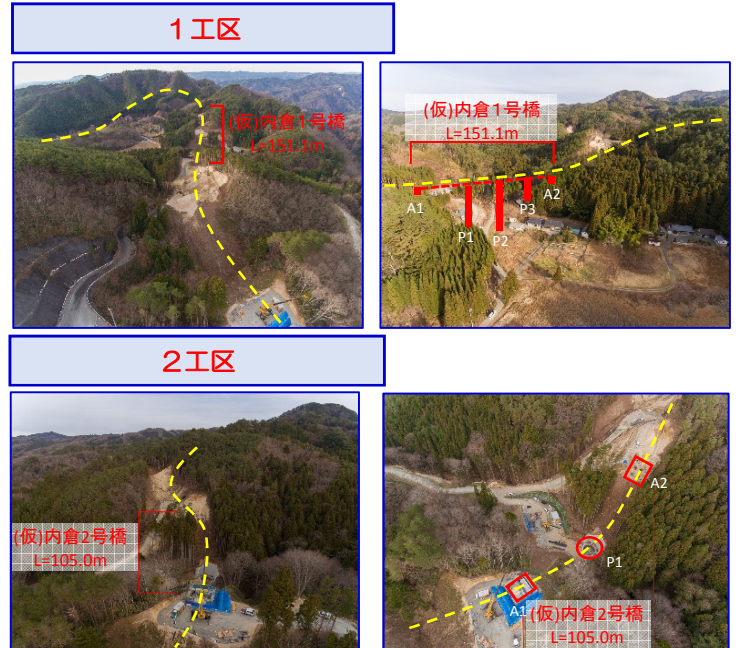 1工区
(仮)内倉1号橋
L=151.1m
(仮)内倉1号橋
L=151.1m
A1
P1
P2
P3
A2
2工区
(仮)内倉2号橋
L=105.0m
A2
P1
A1
(仮)内倉2号橋
L=105.0m